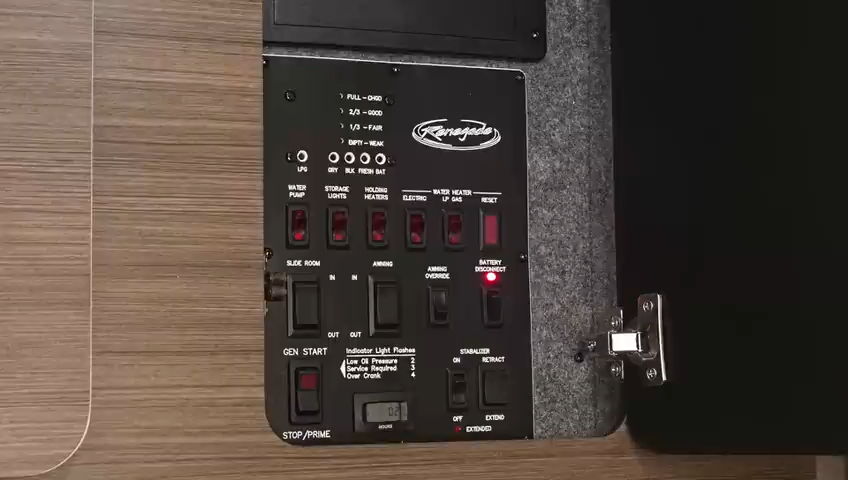 FULL - CHGD
2/3 - GOOD
1/3 - FAIR
EMPTY - WEAK
Renegade
LPG
GRY BLK FRESH BAT
WATER PUMP
STORAGE LIGHTS
HOLDING HEATERS
WATER HEATER
ELECTRIC
LP GAS
RESET
SLIDE ROOM
IN
OUT
AWNING
IN
OUT
AWNING OVERRIDE
BATTERY DISCONNECT
GEN START
STOP/PRIME
Indicator Light Flashes
Low Oil Pressure 2
Service Required 3
Over Crank 4
HOURS
STABALIZER
ON
OFF
RETRACT
EXTEND
EXTENDED